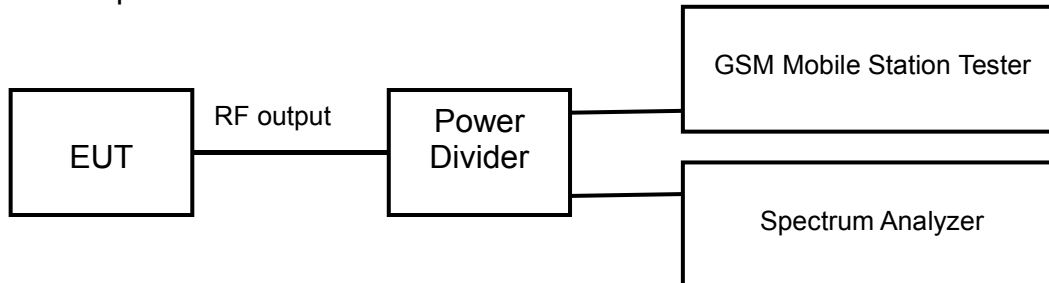 GSM Mobile Station Tester
RF output
EUT
Power
Divider
Spectrum Analyzer